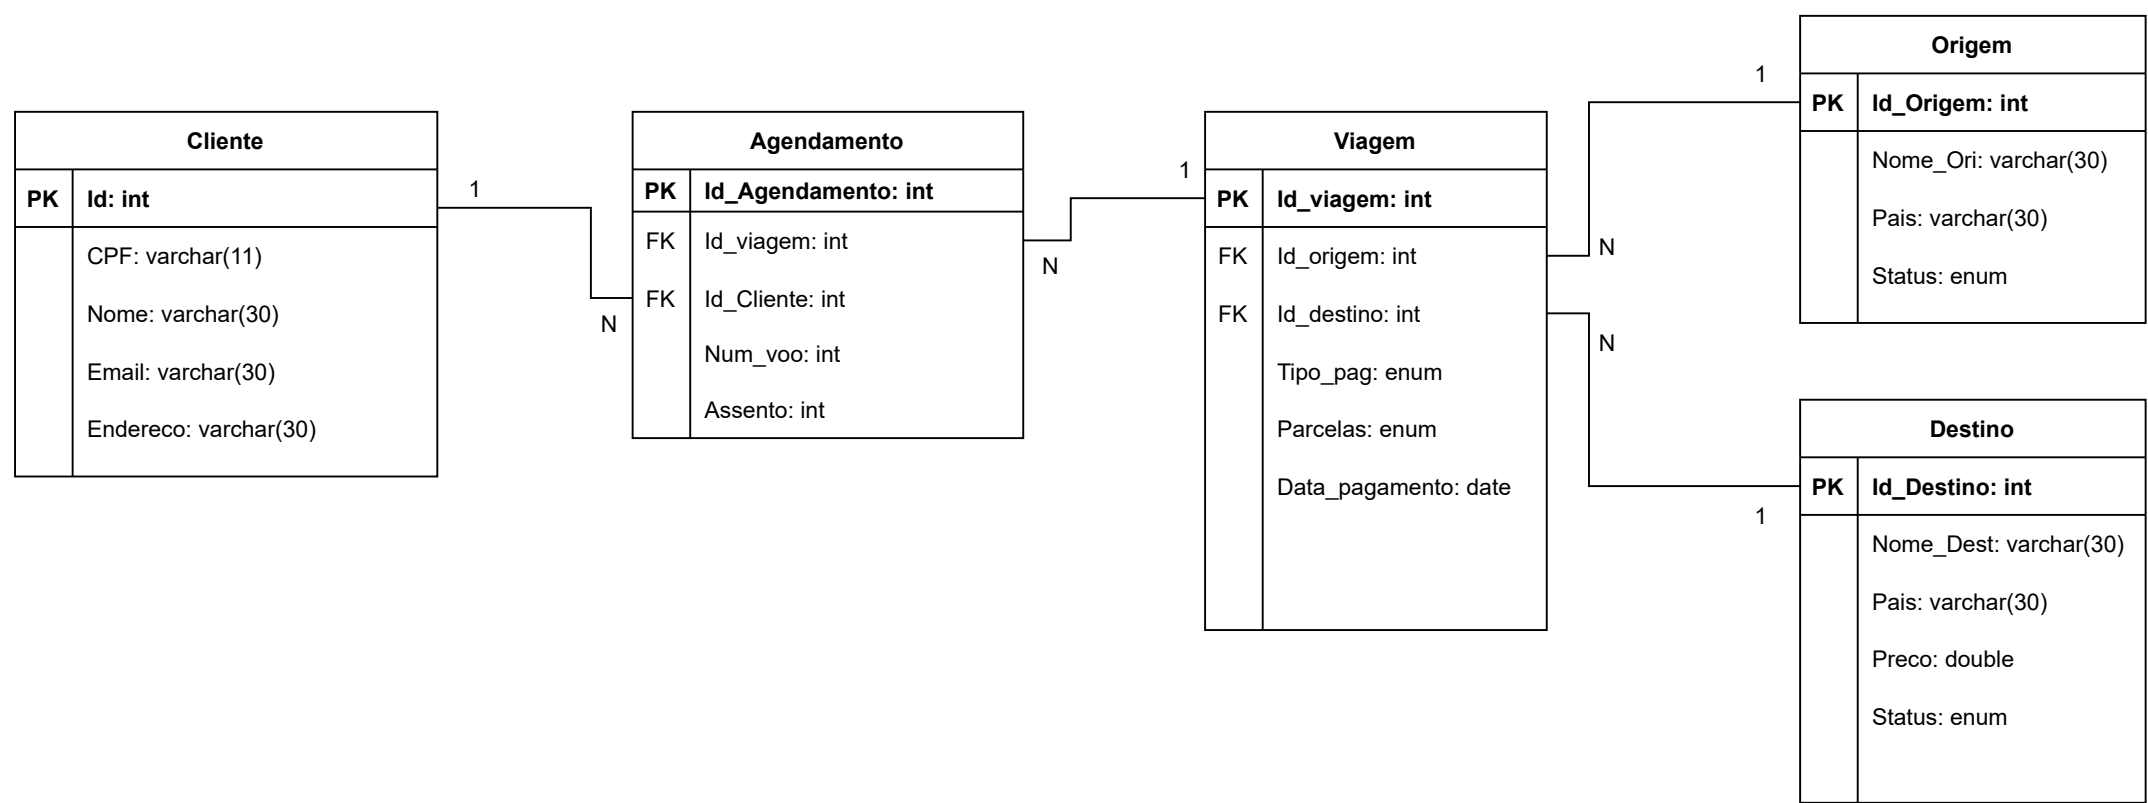 Cliente
PK Id: int
CPF: varchar(11)
Nome: varchar(30)
Email: varchar(30)
Endereco: varchar(30)
1
N
Agendamento
PK Id_Agendamento: int
FK Id_viagem: int
FK Id_Cliente: int
Num_voo: int
Assento: int
N
1
Viagem
PK Id_viagem: int
FK Id_origem: int
FK Id_destino: int
Tipo_pag: enum
Parcelas: enum
Data_pagamento: date
N
1
N
1
Origem
PK Id_Origem: int
Nome_Ori: varchar(30)
Pais: varchar(30)
Status: enum
Destino
PK Id_Destino: int
Nome_Dest: varchar(30)
Pais: varchar(30)
Preco: double
Status: enum